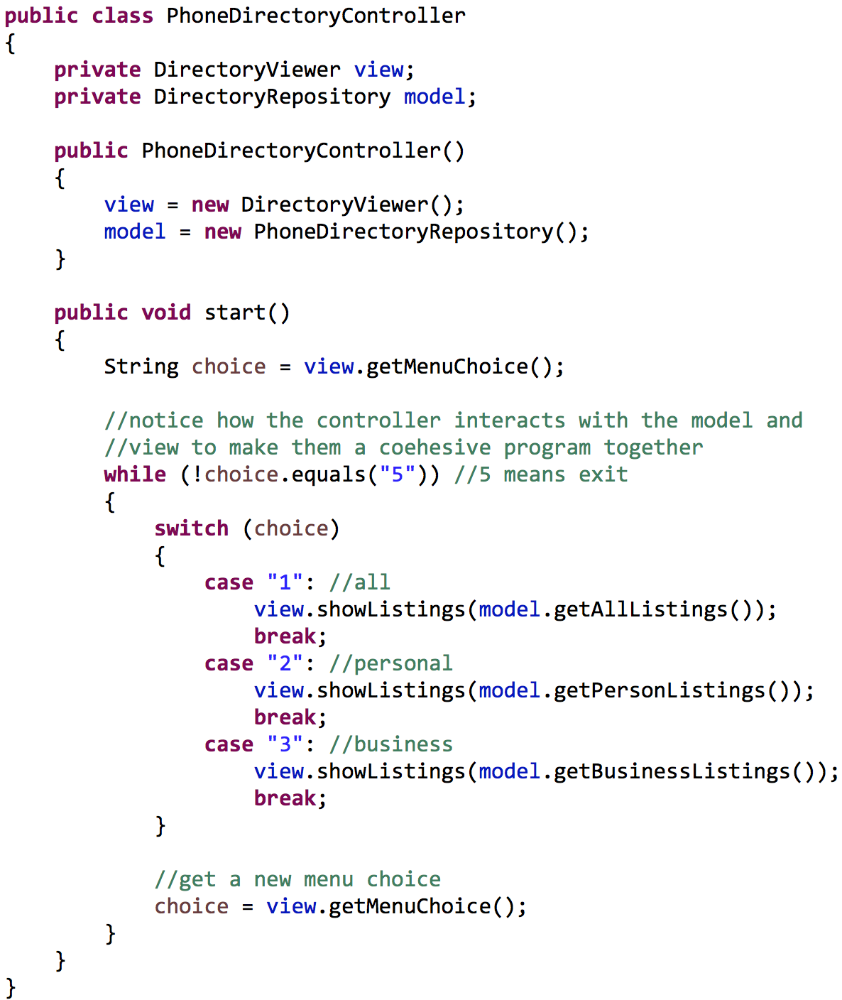 public class PhoneDirectoryController
{
    private DirectoryViewer view;
    private DirectoryRepository model;

    public PhoneDirectoryController()
    {
        view = new DirectoryViewer();
        model = new PhoneDirectoryRepository();
    }

    public void start()
    {
        String choice = view.getMenuChoice();

        //notice how the controller interacts with the model and
        //view to make them a coehesive program together
        while (!choice.equals("5")) //5 means exit
        {
            switch (choice)
            {
                case "1": //all
                    view.showListings(model.getAllListings());
                    break;
                case "2": //personal
                    view.showListings(model.getPersonListings());
                    break;
                case "3": //business
                    view.showListings(model.getBusinessListings());
                    break;
            }

            //get a new menu choice
            choice = view.getMenuChoice();
        }
    }
}